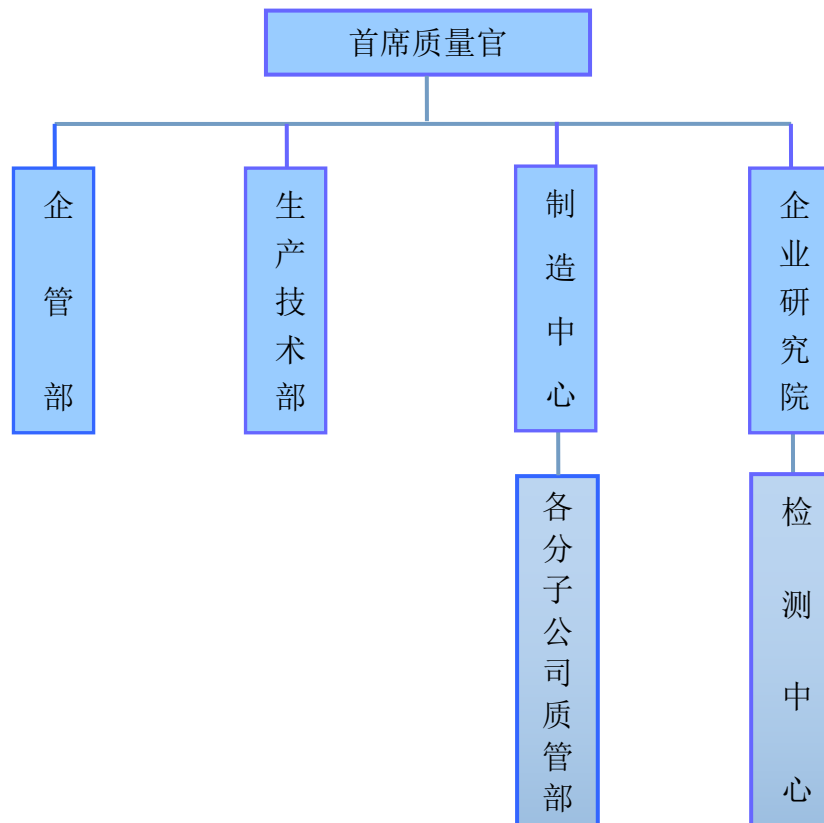 首席质量官
企管部
生产技术部
制造中心
企业研究院
各分子公司质管部
检测中心